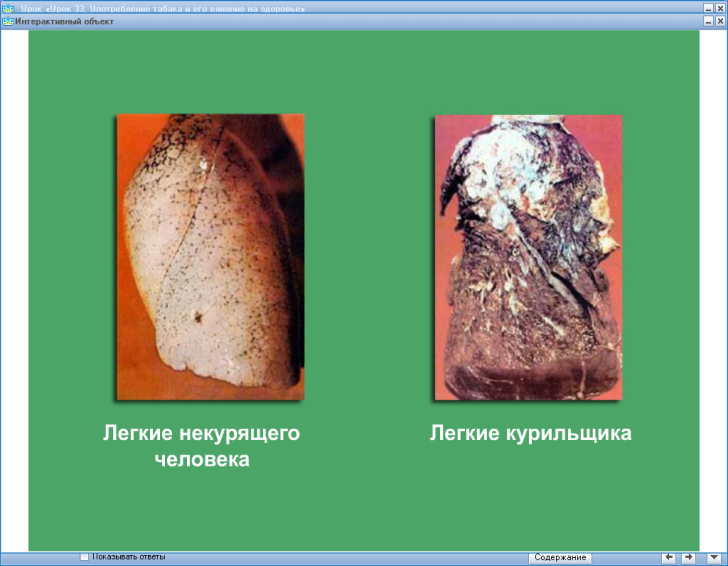 Урок «Урок 33. Употребление табака и его влияние на здоровье»
Интерактивный объект
Легкие некурящего
человека
Легкие курильщика
Показывать ответы
Содержание